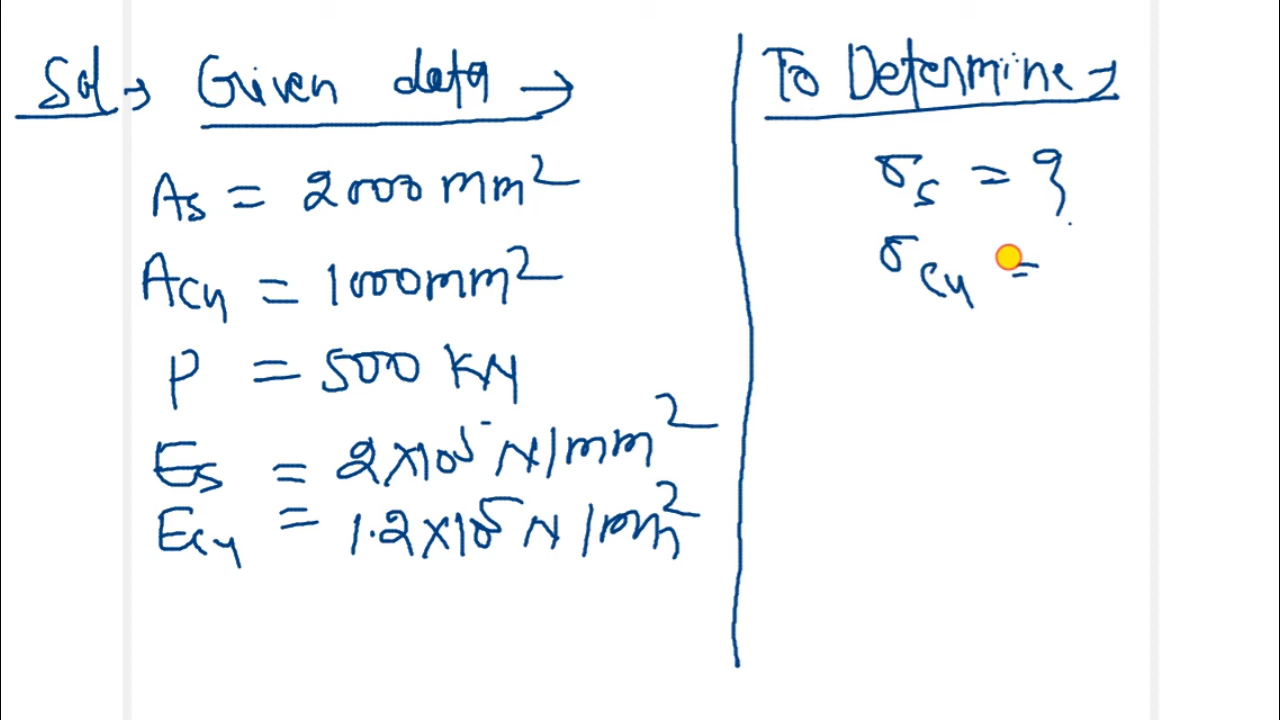 Sol → Given data →
As = 2000 mm²
Acu = 1000 mm²
P = 500 KN
Es = 2×10⁵ N/mm²
Ecu = 1.2×10⁵ N/mm²
To Determine →
σs = ?
σcu =